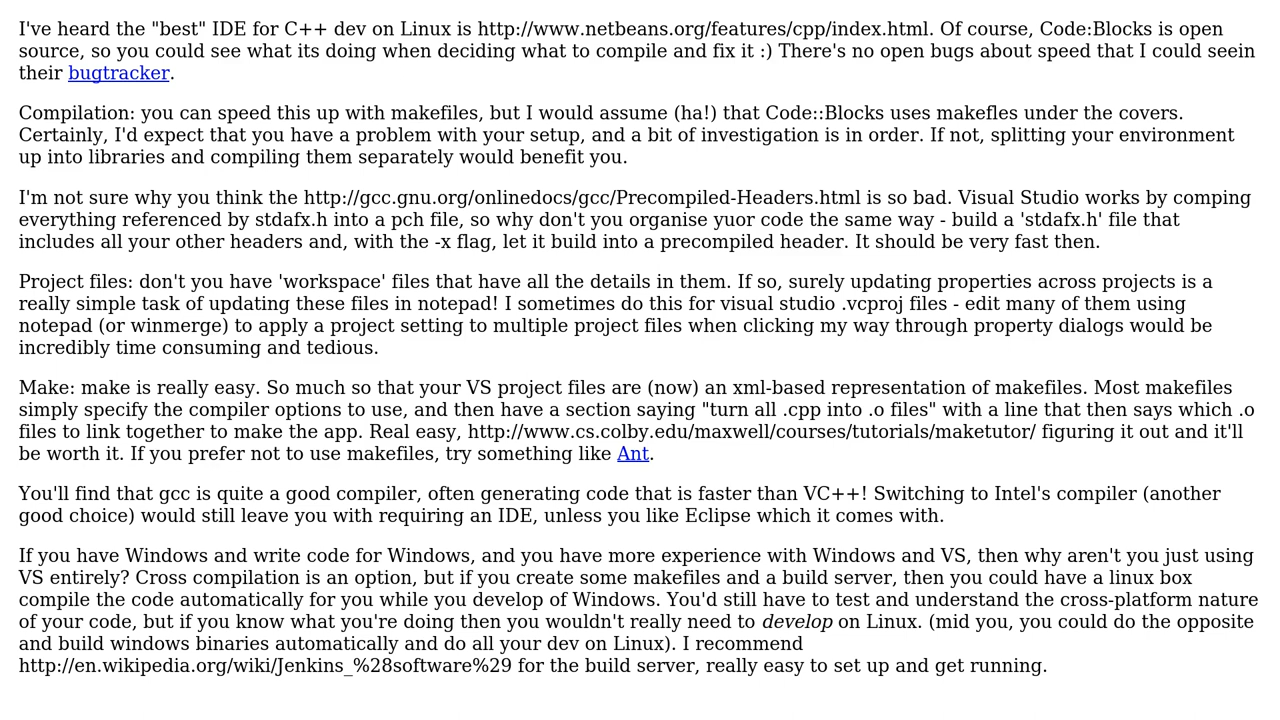 I've heard the "best" IDE for C++ dev on Linux is http://www.netbeans.org/features/cpp/index.html. Of course, Code:Blocks is open
source, so you could see what its doing when deciding what to compile and fix it :) There's no open bugs about speed that I could seein
their bugtracker.
Compilation: you can speed this up with makefiles, but I would assume (ha!) that Code::Blocks uses makefles under the covers.
Certainly, I'd expect that you have a problem with your setup, and a bit of investigation is in order. If not, splitting your environment
up into libraries and compiling them separately would benefit you.
I'm not sure why you think the http://gcc.gnu.org/onlinedocs/gcc/Precompiled-Headers.html is so bad. Visual Studio works by comping
everything referenced by stdafx.h into a pch file, so why don't you organise yuor code the same way - build a 'stdafx.h' file that
includes all your other headers and, with the -x flag, let it build into a precompiled header. It should be very fast then.
Project files: don't you have 'workspace' files that have all the details in them. If so, surely updating properties across projects is a
really simple task of updating these files in notepad! I sometimes do this for visual studio .vcproj files - edit many of them using
notepad (or winmerge) to apply a project setting to multiple project files when clicking my way through property dialogs would be
incredibly time consuming and tedious.
Make: make is really easy. So much so that your VS project files are (now) an xml-based representation of makefiles. Most makefiles
simply specify the compiler options to use, and then have a section saying "turn all .cpp into .o files" with a line that then says which .o
files to link together to make the app. Real easy, http://www.cs.colby.edu/maxwell/courses/tutorials/maketutor/ figuring it out and it'll
be worth it. If you prefer not to use makefiles, try something like Ant.
You'll find that gcc is quite a good compiler, often generating code that is faster than VC++! Switching to Intel's compiler (another
good choice) would still leave you with requiring an IDE, unless you like Eclipse which it comes with.
If you have Windows and write code for Windows, and you have more experience with Windows and VS, then why aren't you just using
VS entirely? Cross compilation is an option, but if you create some makefiles and a build server, then you could have a linux box
compile the code automatically for you while you develop of Windows. You'd still have to test and understand the cross-platform nature
of your code, but if you know what you're doing then you wouldn't really need to develop on Linux. (mid you, you could do the opposite
and build windows binaries automatically and do all your dev on Linux). I recommend
http://en.wikipedia.org/wiki/Jenkins_%28software%29 for the build server, really easy to set up and get running.